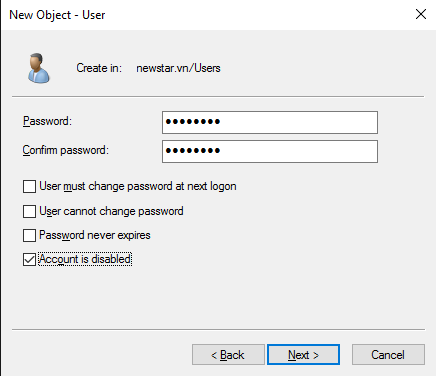 New Object - User
Create in: newstar.vn/Users
Password: ••••••••
Confirm password: ••••••••
User must change password at next logon
User cannot change password
Password never expires
Account is disabled
< Back Next > Cancel